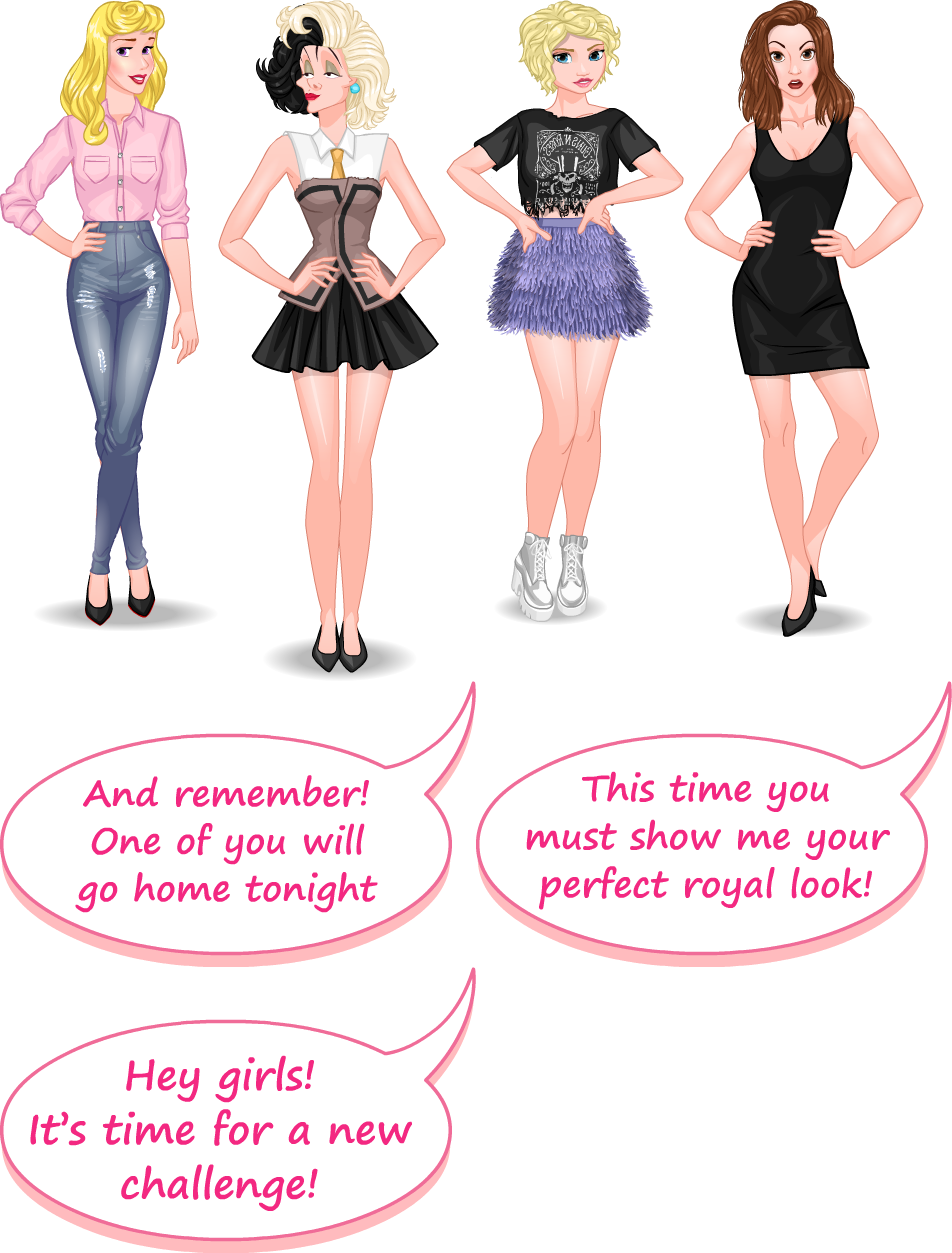 And remember!
One of you will
go home tonight
This time you
must show me your
perfect royal look!
Hey girls!
It's time for a new
challenge!